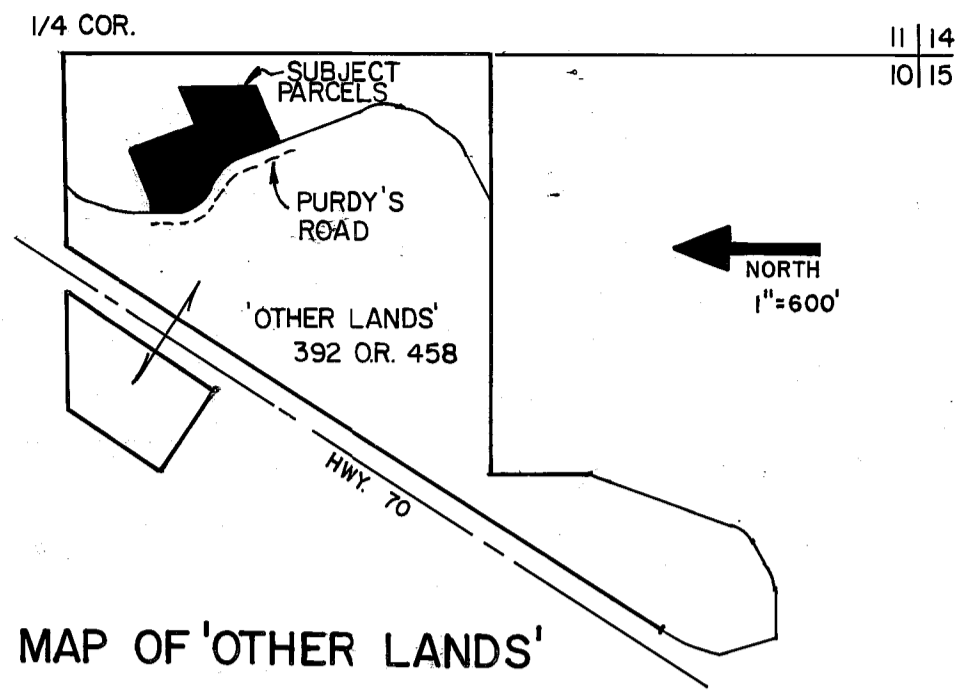 1/4 COR.
11 | 14
10 | 15
SUBJECT
PARCELS
PURDY'S
ROAD
NORTH
1"=600'
'OTHER LANDS'
392 O.R. 458
HWY. 70
MAP OF 'OTHER LANDS'